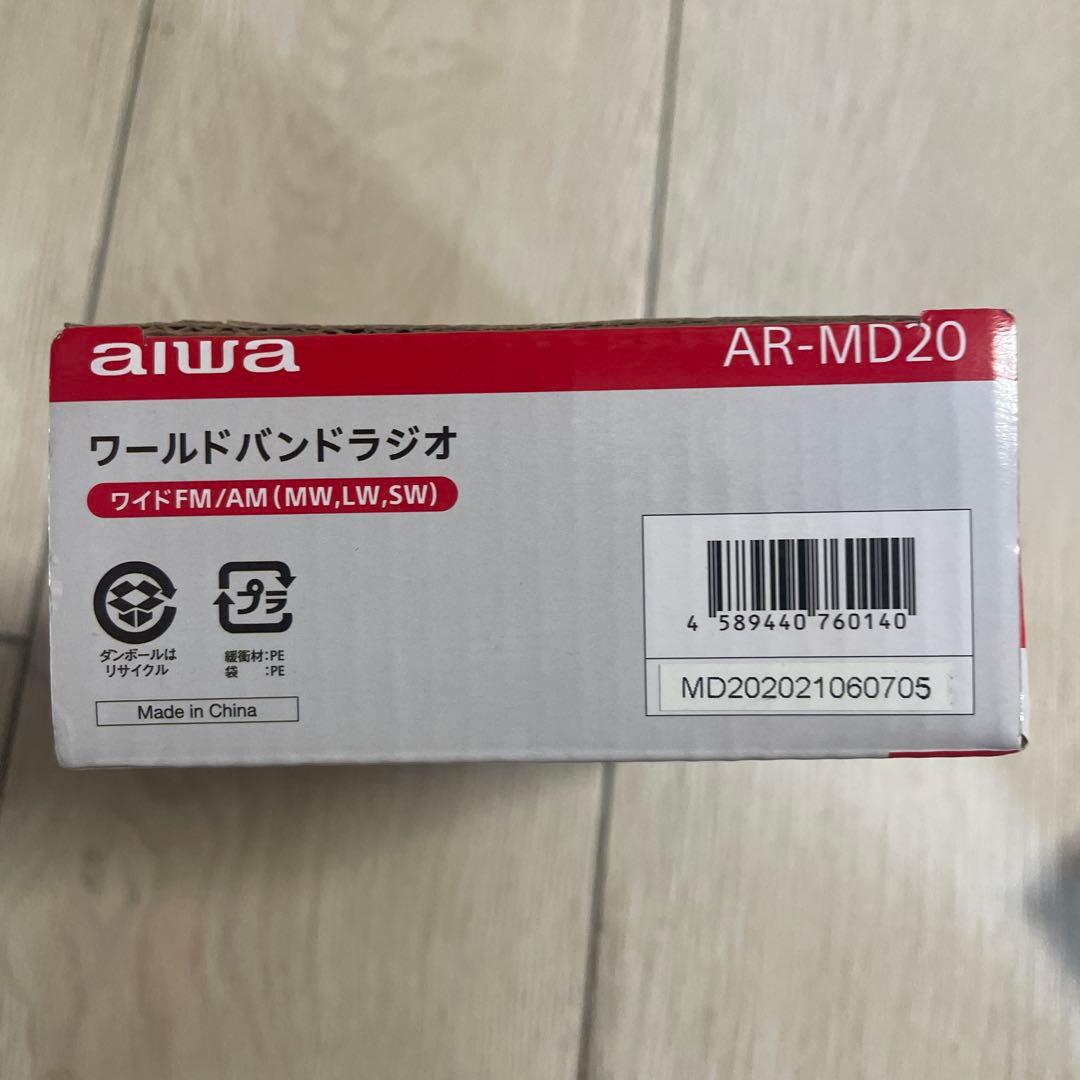 aiwa
AR-MD20
ワールドバンドラジオ
ワイドFM/AM(MW,LW,SW)
プラ
ダンボールは
リサイクル
緩衝材:PE
袋 :PE
Made in China
4 589440 760140
MD202021060705